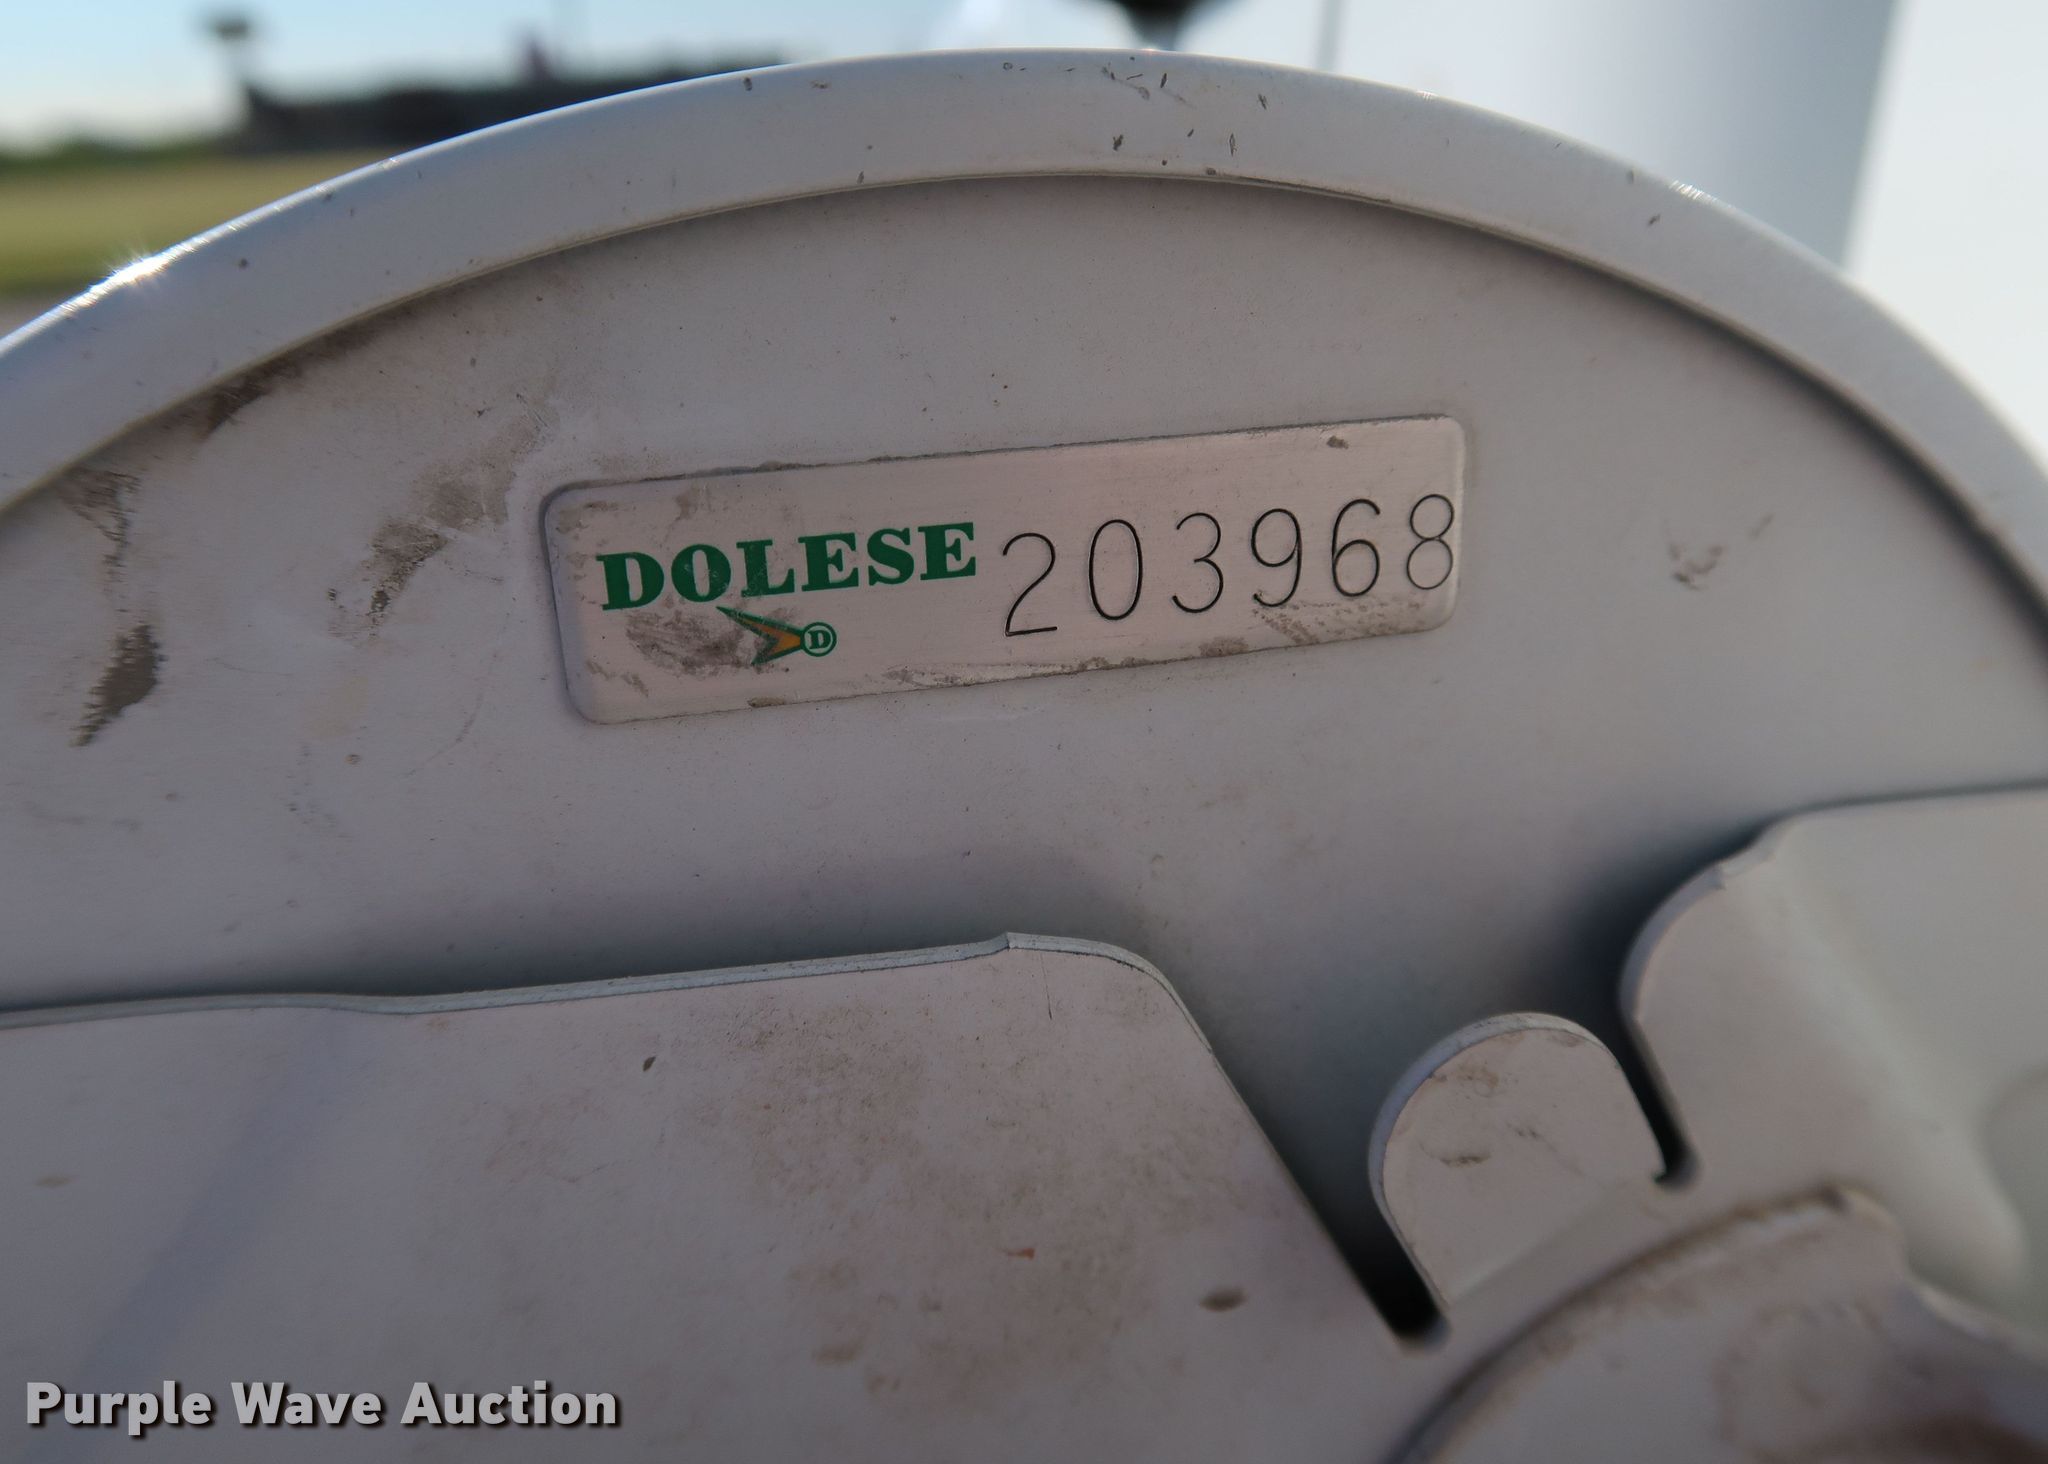 DOLESE 203968
D
Purple Wave Auction